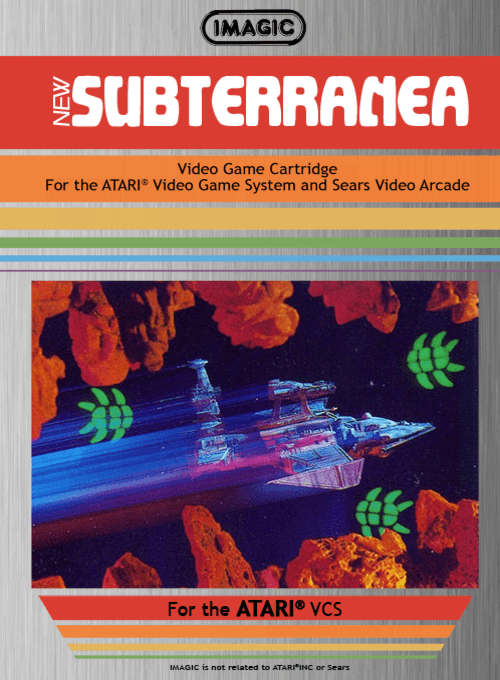 IMAGIC
NEW SUBTERRANEA
Video Game Cartridge
For the ATARI® Video Game System and Sears Video Arcade
For the ATARI® VCS
IMAGIC is not related to ATARI®INC or Sears